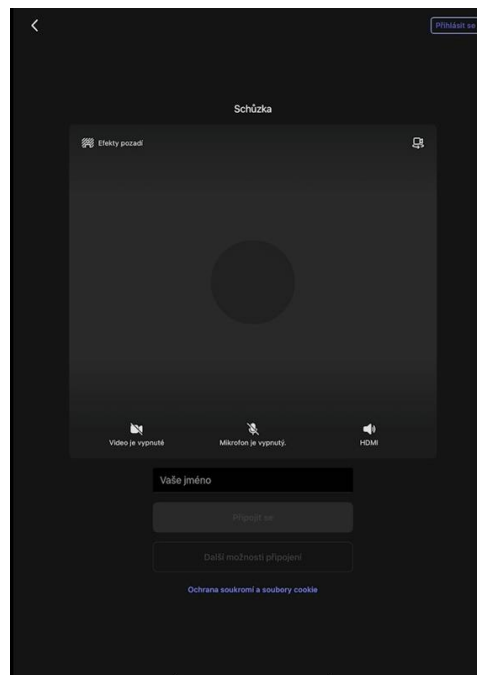 Přihlásit se
Schůzka
Efekty pozadí
Video je vypnuté
Mikrofon je vypnutý.
HDMI
Vaše jméno
Připojit se
Další možnosti připojení
Ochrana soukromí a soubory cookie